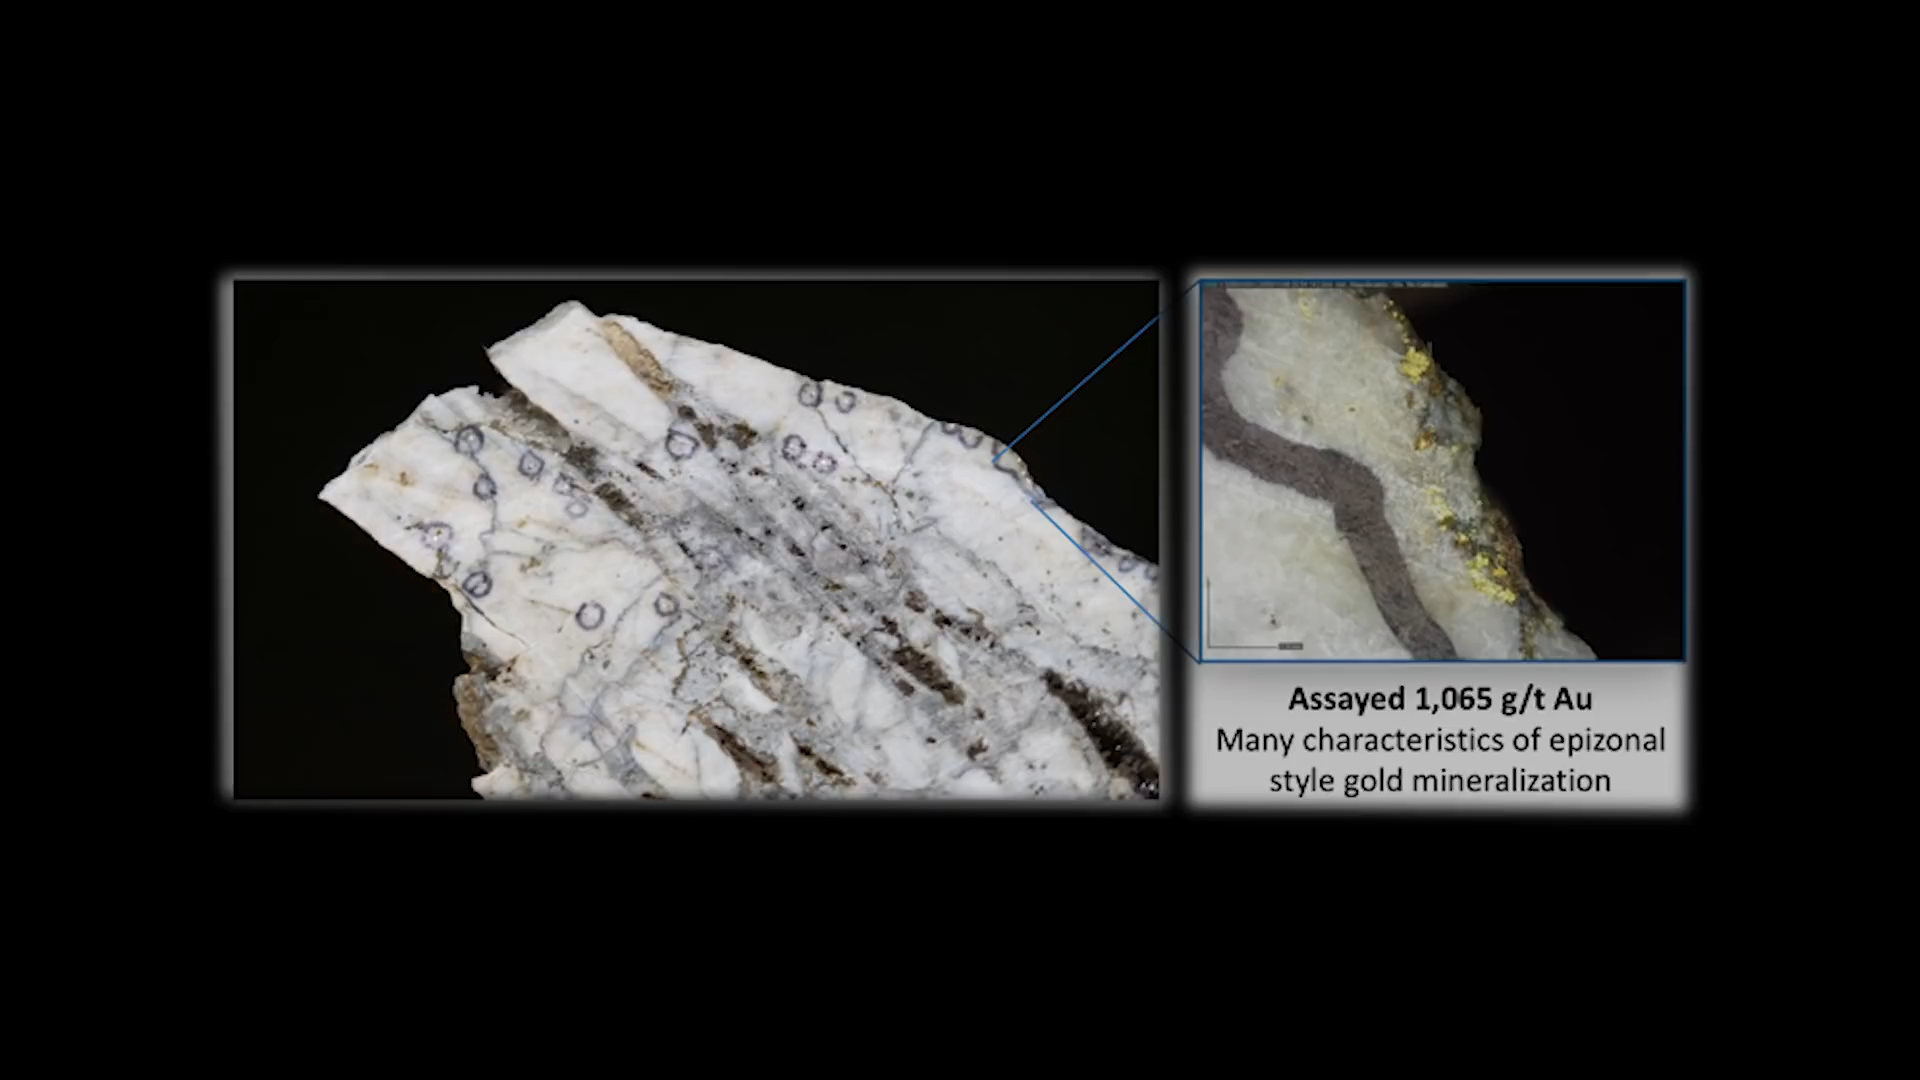 Assayed 1,065 g/t Au
Many characteristics of epizonal
style gold mineralization